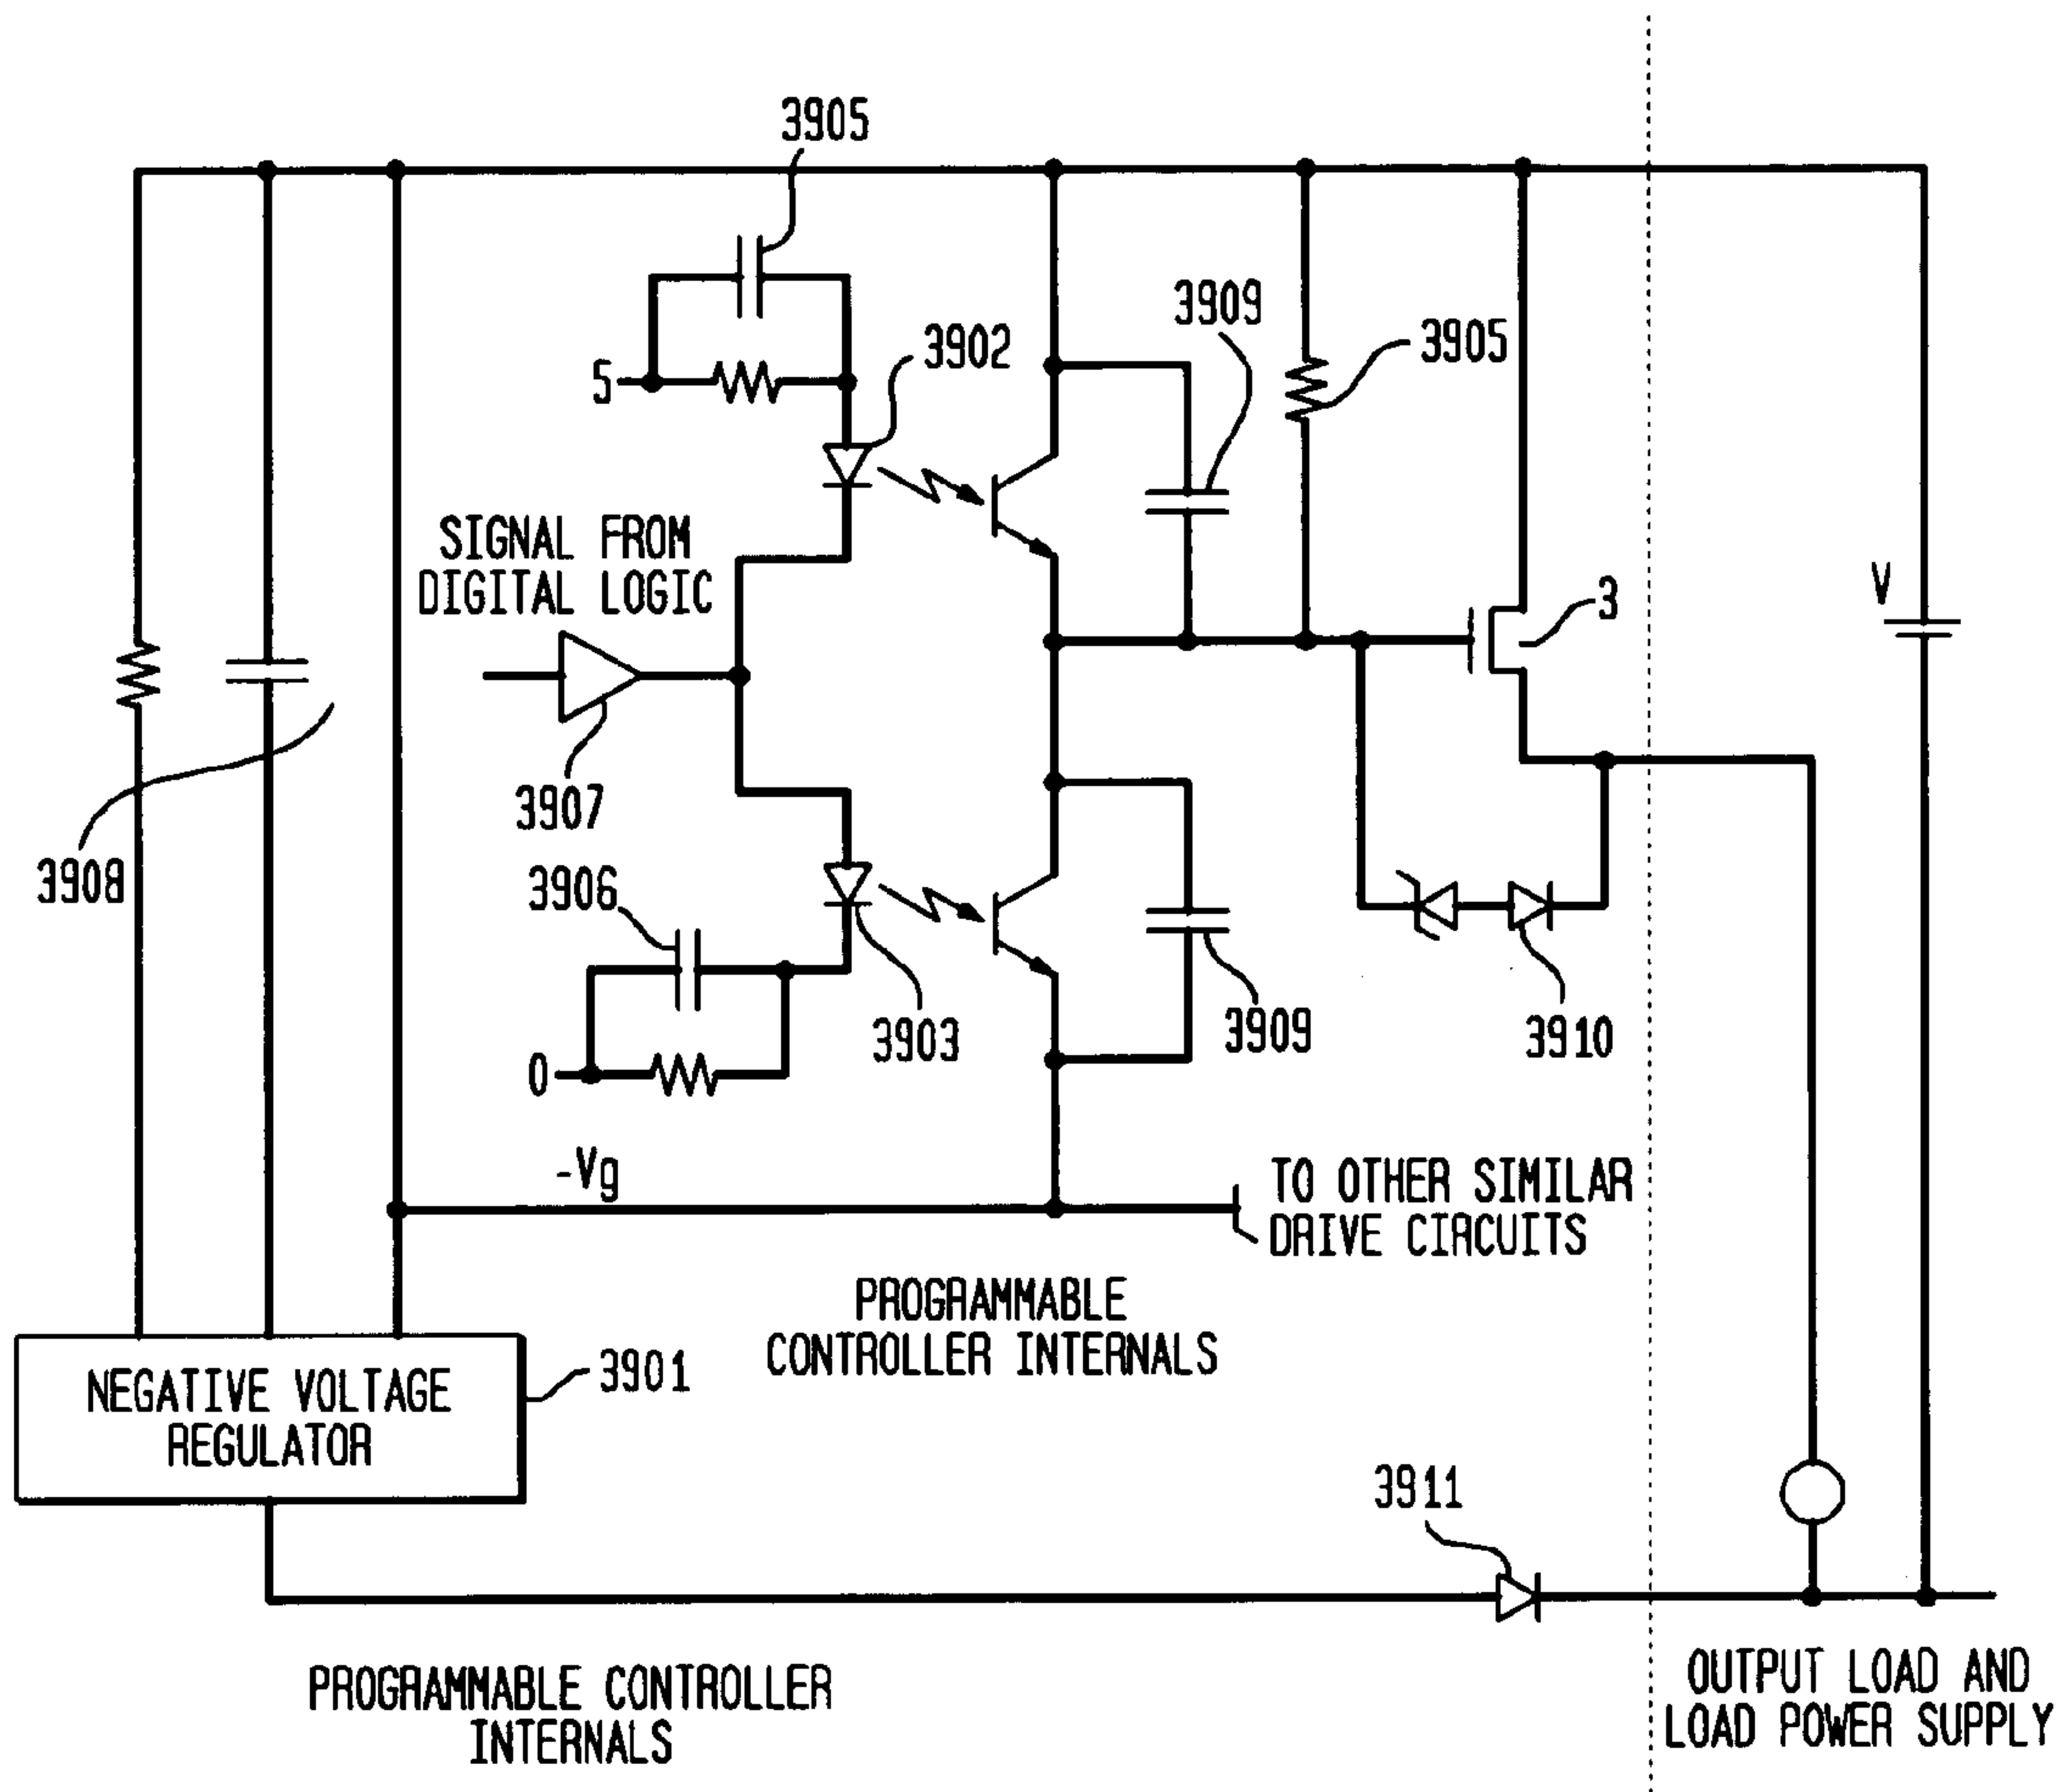 3905
3909
3902
3905
5
SIGNAL FROM
DIGITAL LOGIC
V
3
3907
3908
3906
3903
3909
3910
0
-Vg
TO OTHER SIMILAR
DRIVE CIRCUITS
PROGRAMMABLE
CONTROLLER INTERNALS
NEGATIVE VOLTAGE
REGULATOR
3901
3911
PROGRAMMABLE CONTROLLER
INTERNALS
OUTPUT LOAD AND
LOAD POWER SUPPLY